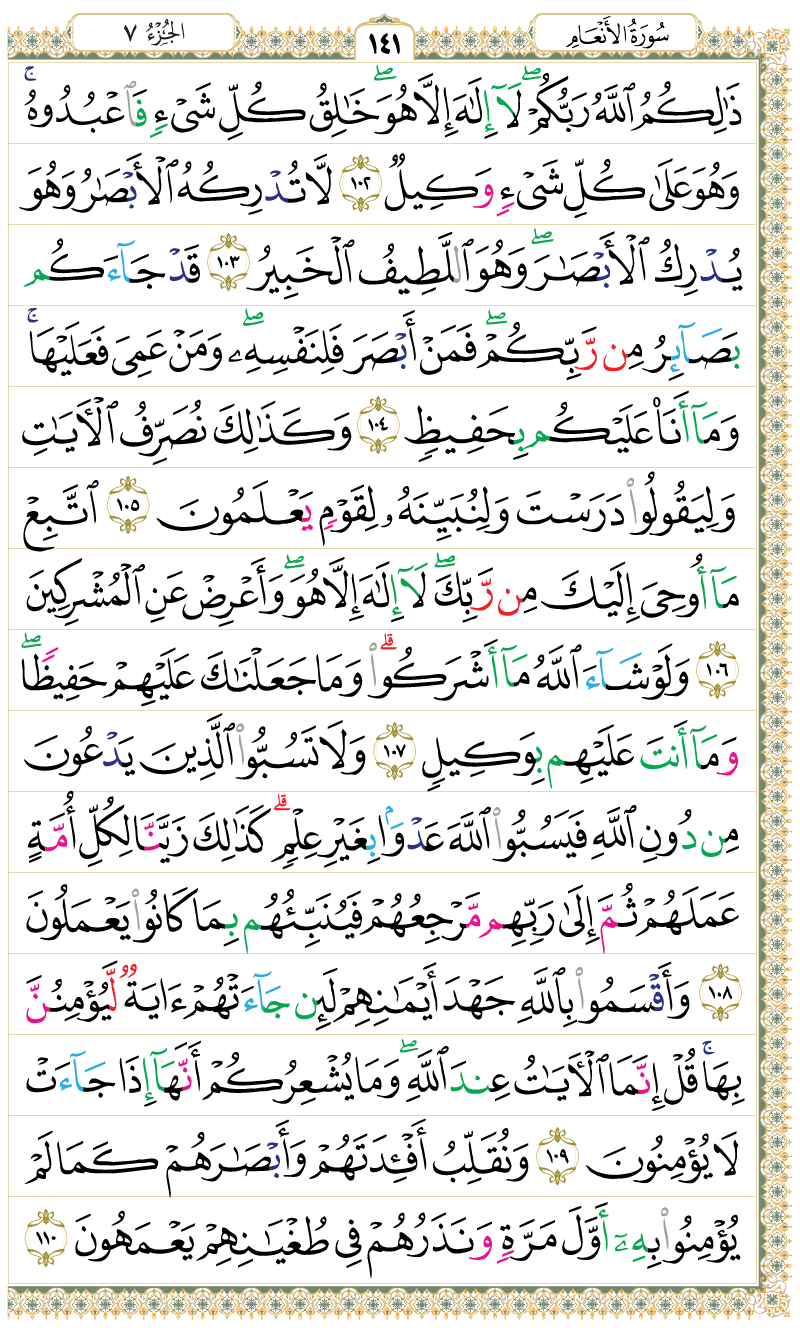 سُورَةُ الأَنْعَامِ ١٤١ الجُزْءُ ٧
ذَٰلِكُمُ ٱللَّهُ رَبُّكُمْۖ لَآ إِلَٰهَ إِلَّا هُوَۖ خَٰلِقُ كُلِّ شَىْءٍ فَٱعْبُدُوهُۚ
وَهُوَ عَلَىٰ كُلِّ شَىْءٍ وَكِيلٌ ١٠٢ لَّا تُدْرِكُهُ ٱلْأَبْصَٰرُ وَهُوَ
يُدْرِكُ ٱلْأَبْصَٰرَۖ وَهُوَ ٱللَّطِيفُ ٱلْخَبِيرُ ١٠٣ قَدْ جَآءَكُم
بَصَآئِرُ مِن رَّبِّكُمْۖ فَمَنْ أَبْصَرَ فَلِنَفْسِهِۦۖ وَمَنْ عَمِىَ فَعَلَيْهَاۚ
وَمَآ أَنَا۠ عَلَيْكُم بِحَفِيظٍ ١٠٤ وَكَذَٰلِكَ نُصَرِّفُ ٱلْءَايَٰتِ
وَلِيَقُولُوا۟ دَرَسْتَ وَلِنُبَيِّنَهُۥ لِقَوْمٍ يَعْلَمُونَ ١٠٥ ٱتَّبِعْ
مَآ أُوحِىَ إِلَيْكَ مِن رَّبِّكَۖ لَآ إِلَٰهَ إِلَّا هُوَۖ وَأَعْرِضْ عَنِ ٱلْمُشْرِكِينَ
١٠٦ وَلَوْ شَآءَ ٱللَّهُ مَآ أَشْرَكُوا۟ۗ وَمَا جَعَلْنَٰكَ عَلَيْهِمْ حَفِيظًاۖ
وَمَآ أَنتَ عَلَيْهِم بِوَكِيلٍ ١٠٧ وَلَا تَسُبُّوا۟ ٱلَّذِينَ يَدْعُونَ
مِن دُونِ ٱللَّهِ فَيَسُبُّوا۟ ٱللَّهَ عَدْوًۢا بِغَيْرِ عِلْمٍۗ كَذَٰلِكَ زَيَّنَّا لِكُلِّ أُمَّةٍ
عَمَلَهُمْ ثُمَّ إِلَىٰ رَبِّهِم مَّرْجِعُهُمْ فَيُنَبِّئُهُم بِمَا كَانُوا۟ يَعْمَلُونَ
١٠٨ وَأَقْسَمُوا۟ بِٱللَّهِ جَهْدَ أَيْمَٰنِهِمْ لَئِن جَآءَتْهُمْ ءَايَةٌ لَّيُؤْمِنُنَّ
بِهَاۚ قُلْ إِنَّمَا ٱلْءَايَٰتُ عِندَ ٱللَّهِۖ وَمَا يُشْعِرُكُمْ أَنَّهَآ إِذَا جَآءَتْ
لَا يُؤْمِنُونَ ١٠٩ وَنُقَلِّبُ أَفْـِٔدَتَهُمْ وَأَبْصَٰرَهُمْ كَمَا لَمْ
يُؤْمِنُوا۟ بِهِۦٓ أَوَّلَ مَرَّةٍ وَنَذَرُهُمْ فِى طُغْيَٰنِهِمْ يَعْمَهُونَ ١١٠